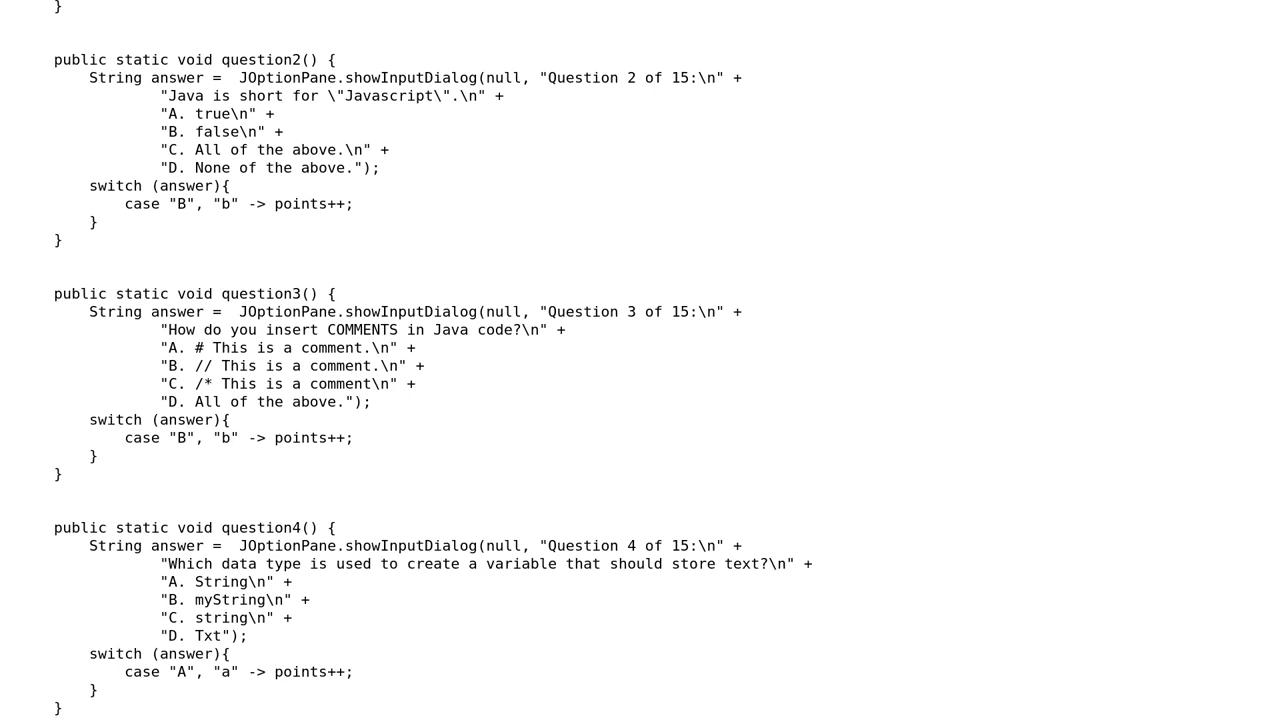 }
public static void question2() {
String answer =  JOptionPane.showInputDialog(null, "Question 2 of 15:\n" +
"Java is short for \"Javascript\".\n" +
"A. true\n" +
"B. false\n" +
"C. All of the above.\n" +
"D. None of the above.");
switch (answer){
case "B", "b" -> points++;
}
}
public static void question3() {
String answer =  JOptionPane.showInputDialog(null, "Question 3 of 15:\n" +
"How do you insert COMMENTS in Java code?\n" +
"A. # This is a comment.\n" +
"B. // This is a comment.\n" +
"C. /* This is a comment\n" +
"D. All of the above.");
switch (answer){
case "B", "b" -> points++;
}
}
public static void question4() {
String answer =  JOptionPane.showInputDialog(null, "Question 4 of 15:\n" +
"Which data type is used to create a variable that should store text?\n" +
"A. String\n" +
"B. myString\n" +
"C. string\n" +
"D. Txt");
switch (answer){
case "A", "a" -> points++;
}
}